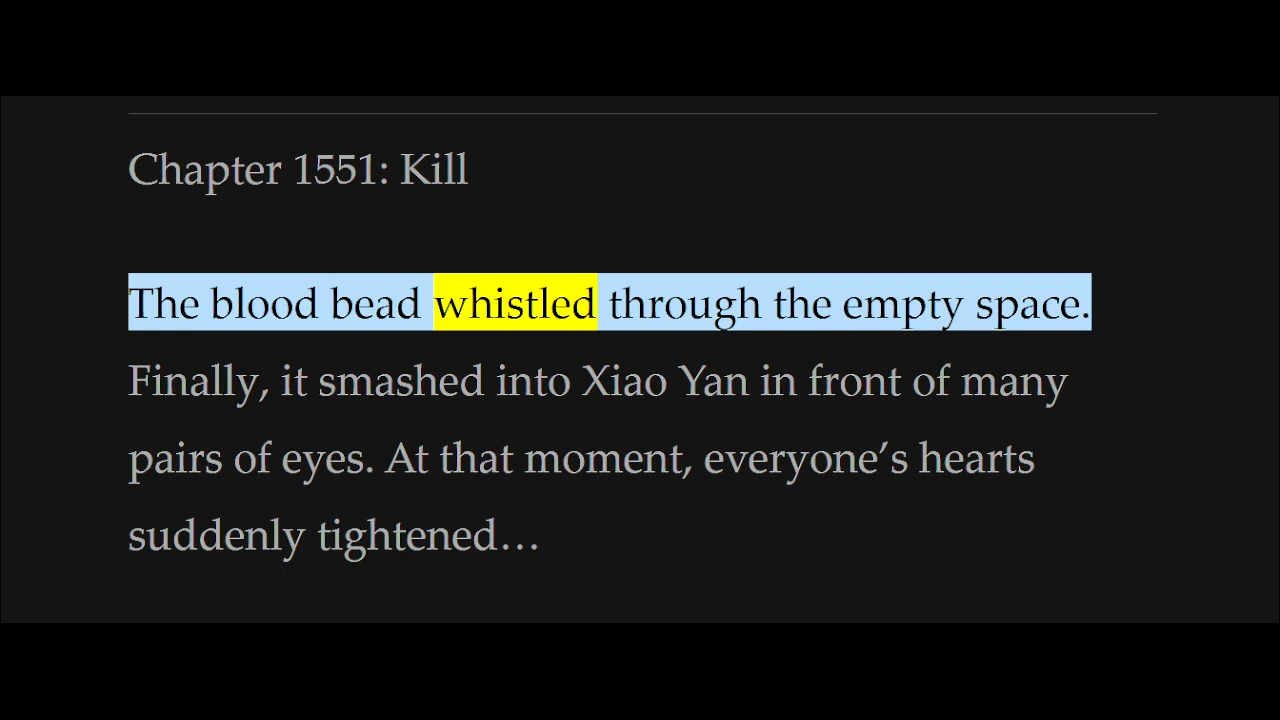 Chapter 1551: Kill
The blood bead whistled through the empty space.
Finally, it smashed into Xiao Yan in front of many
pairs of eyes. At that moment, everyone’s hearts
suddenly tightened…